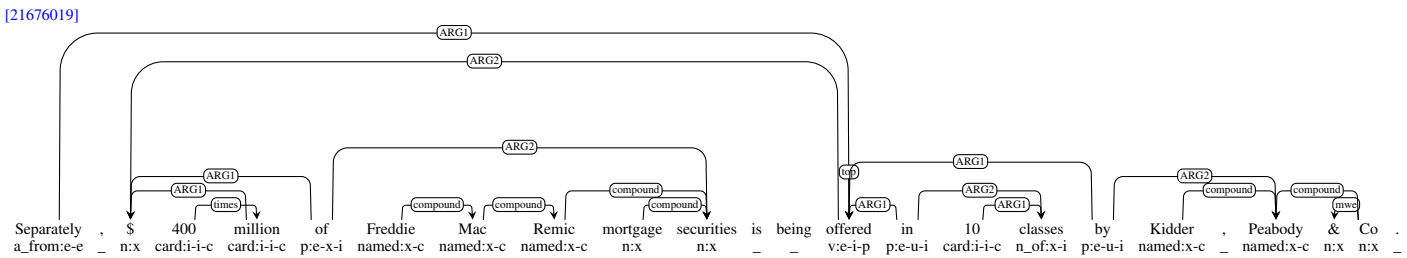 [21676019]
ARG1
ARG2
ARG2
ARG1 top ARG1 ARG2
ARG1 compound compound compound
times compound compound compound ARG1 ARG2 ARG1 mwe
Separately , $ 400 million of Freddie Mac Remic mortgage securities is being offered in 10 classes by Kidder , Peabody & Co .
a_from:e-e _ n:x card:i-i-c card:i-i-c p:e-x-i named:x-c named:x-c named:x-c n:x n:x _ _ v:e-i-p p:e-u-i card:i-i-c n_of:x-i p:e-u-i named:x-c _ named:x-c n:x n:x _